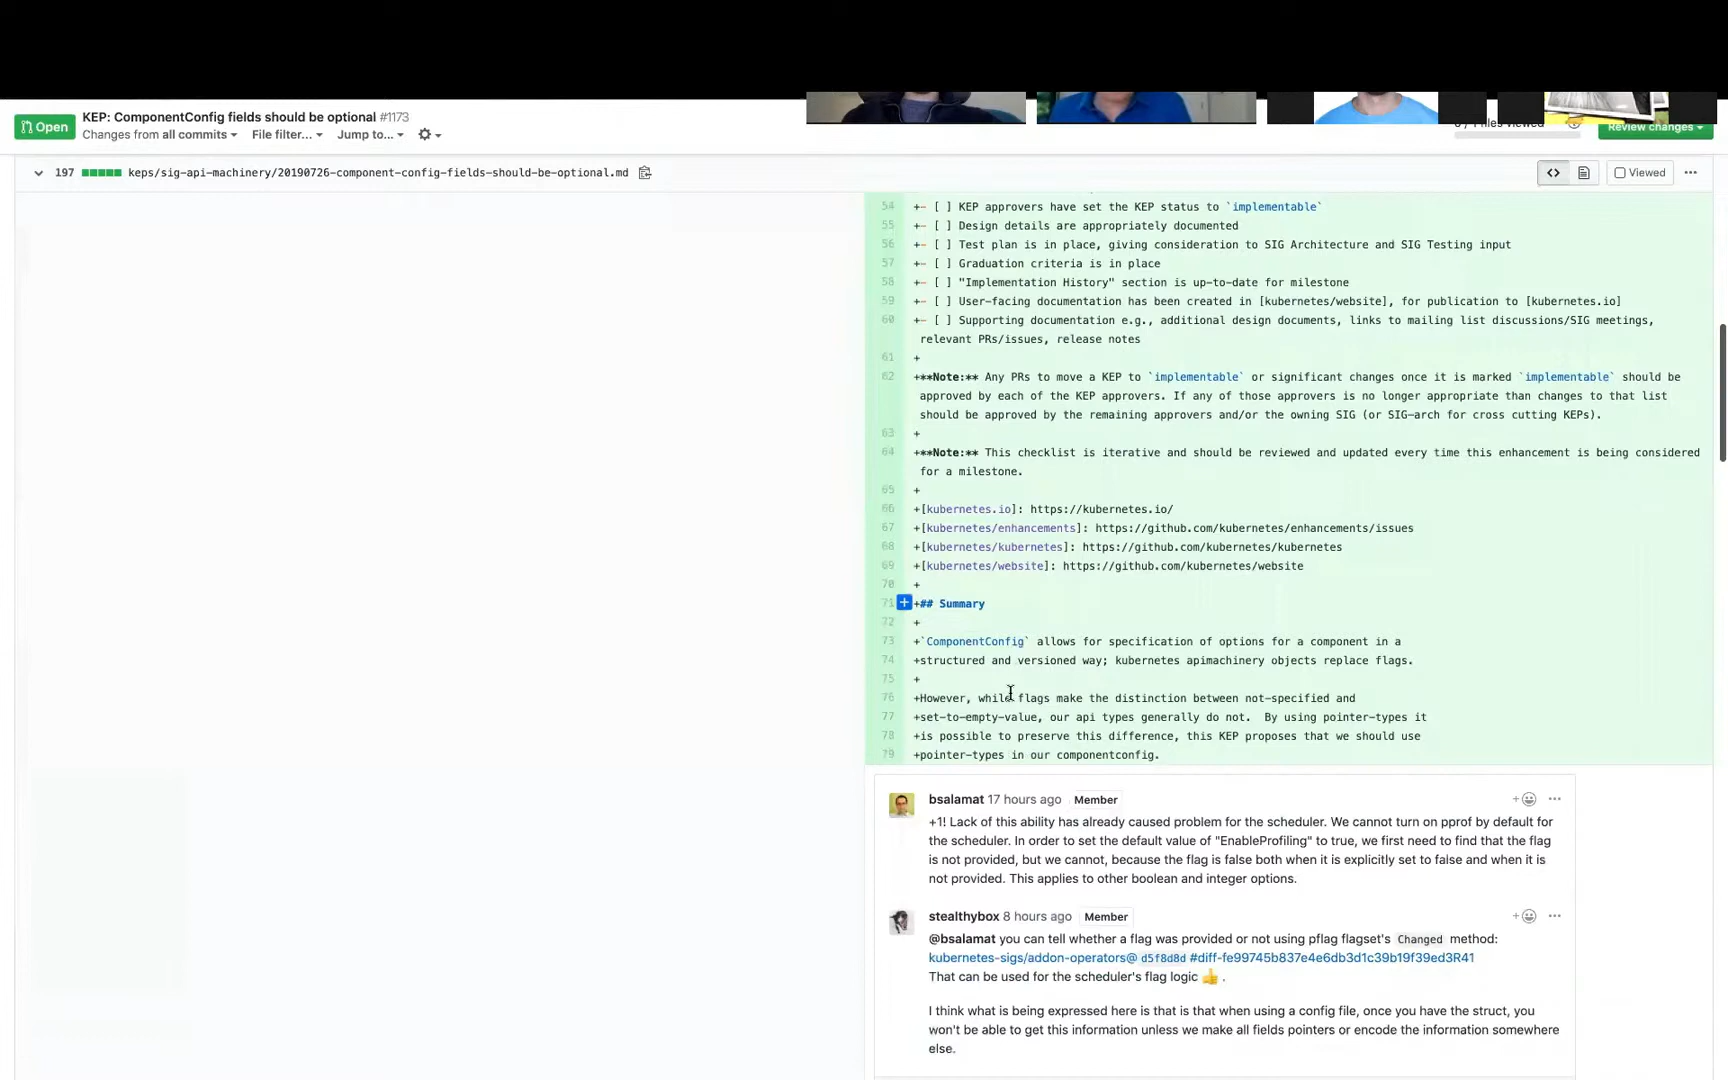 KEP: ComponentConfig fields should be optional #1173
Open
Changes from all commits
File filter...
Jump to...
Review changes
197 keps/sig-api-machinery/20190726-component-config-fields-should-be-optional.md
Viewed
54 +- [ ] KEP approvers have set the KEP status to `implementable`
55 +- [ ] Design details are appropriately documented
56 +- [ ] Test plan is in place, giving consideration to SIG Architecture and SIG Testing input
57 +- [ ] Graduation criteria is in place
58 +- [ ] "Implementation History" section is up-to-date for milestone
59 +- [ ] User-facing documentation has been created in [kubernetes/website], for publication to [kubernetes.io]
60 +- [ ] Supporting documentation e.g., additional design documents, links to mailing list discussions/SIG meetings,
relevant PRs/issues, release notes
61 +
62 +**Note:** Any PRs to move a KEP to `implementable` or significant changes once it is marked `implementable` should be
approved by each of the KEP approvers. If any of those approvers is no longer appropriate than changes to that list
should be approved by the remaining approvers and/or the owning SIG (or SIG-arch for cross cutting KEPs).
63 +
64 +**Note:** This checklist is iterative and should be reviewed and updated every time this enhancement is being considered
for a milestone.
65 +
66 +[kubernetes.io]: https://kubernetes.io/
67 +[kubernetes/enhancements]: https://github.com/kubernetes/enhancements/issues
68 +[kubernetes/kubernetes]: https://github.com/kubernetes/kubernetes
69 +[kubernetes/website]: https://github.com/kubernetes/website
70 +
71 +## Summary
72 +
73 +`ComponentConfig` allows for specification of options for a component in a
74 +structured and versioned way; kubernetes apimachinery objects replace flags.
75 +
76 +However, while flags make the distinction between not-specified and
77 +set-to-empty-value, our api types generally do not.  By using pointer-types it
78 +is possible to preserve this difference, this KEP proposes that we should use
79 +pointer-types in our componentconfig.
bsalamat 17 hours ago Member
+1! Lack of this ability has already caused problem for the scheduler. We cannot turn on pprof by default for
the scheduler. In order to set the default value of "EnableProfiling" to true, we first need to find that the flag
is not provided, but we cannot, because the flag is false both when it is explicitly set to false and when it is
not provided. This applies to other boolean and integer options.
stealthybox 8 hours ago Member
@bsalamat you can tell whether a flag was provided or not using pflag flagset's Changed method:
kubernetes-sigs/addon-operators@ d5f8d8d #diff-fe99745b837e4e6db3d1c39b19f39ed3R41
That can be used for the scheduler's flag logic 👍 .
I think what is being expressed here is that is that when using a config file, once you have the struct, you
won't be able to get this information unless we make all fields pointers or encode the information somewhere
else.